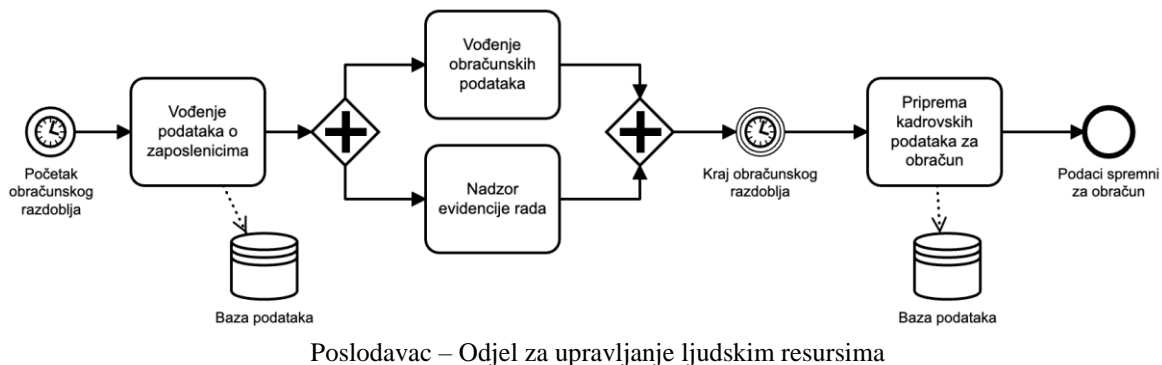 Početak
obračunskog
razdoblja
Vođenje
podataka o
zaposlenicima
Baza podataka
Vođenje
obračunskih
podataka
Nadzor
evidencije rada
Kraj obračunskog
razdoblja
Priprema
kadrovskih
podataka za
obračun
Baza podataka
Podaci spremni
za obračun
Poslodavac – Odjel za upravljanje ljudskim resursima